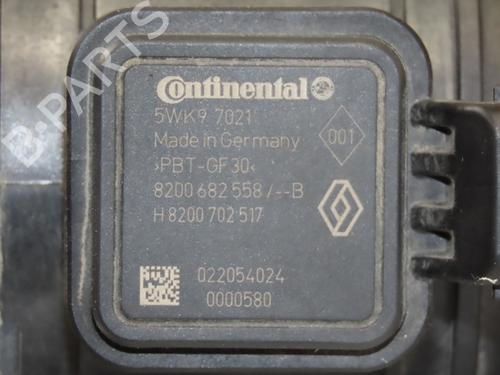 B-PARTS
Continental
5WK9 7021
Made in Germany
001
>PBT-GF30<
8200 682 558 /--B
H 8200 702 517
022054024
0000580